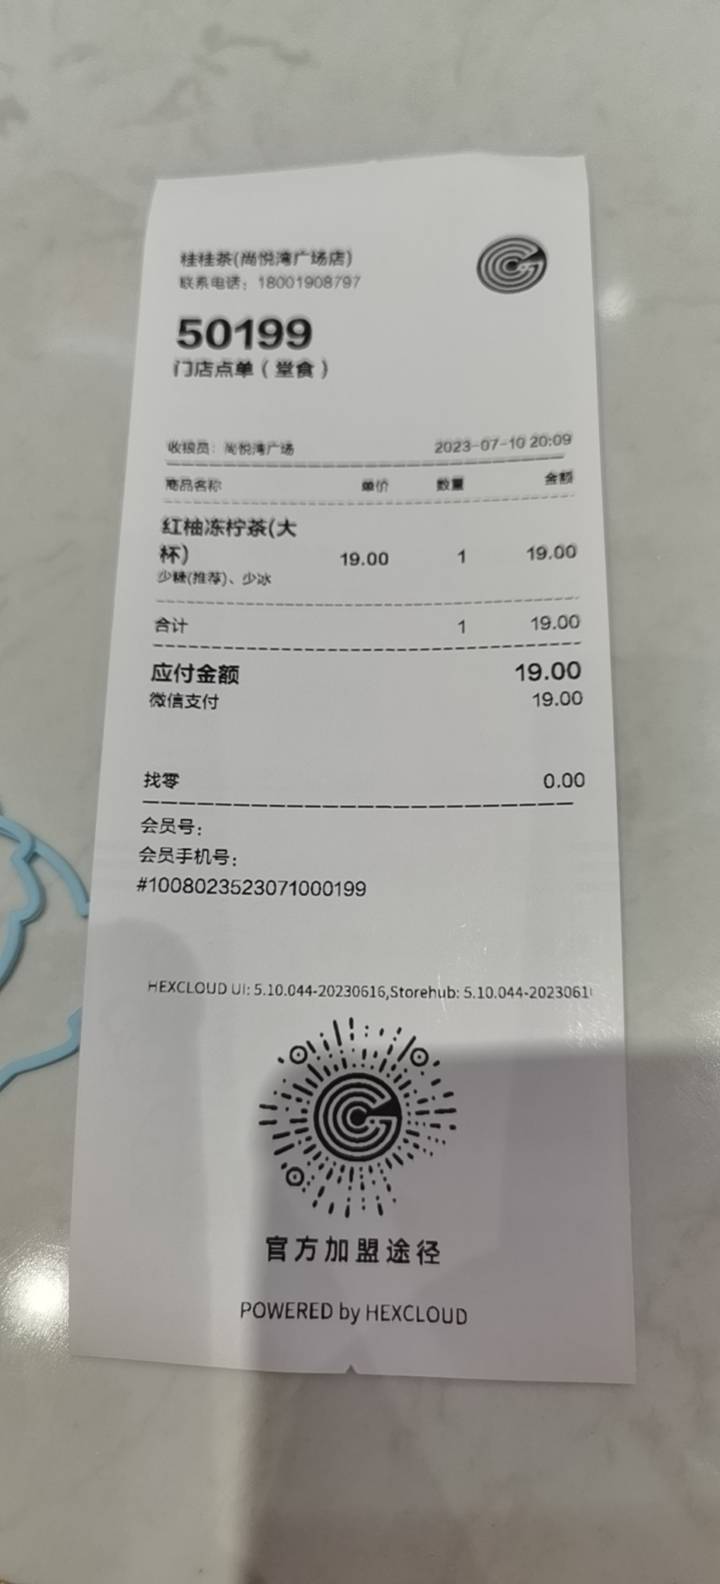 桂桂茶(尚悦湾广场店)
联系电话：18001908797
50199
门店点单（堂食）
收银员：尚悦湾广场 2023-07-10 20:09
商品名称 单价 数量 金额
红柚冻柠茶(大
杯) 19.00 1 19.00
少糖(推荐)、少冰
合计 1 19.00
应付金额 19.00
微信支付 19.00
找零 0.00
会员号：
会员手机号：
#1008023523071000199
HEXCLOUD UI: 5.10.044-20230616,Storehub: 5.10.044-2023061
官方加盟途径
POWERED by HEXCLOUD